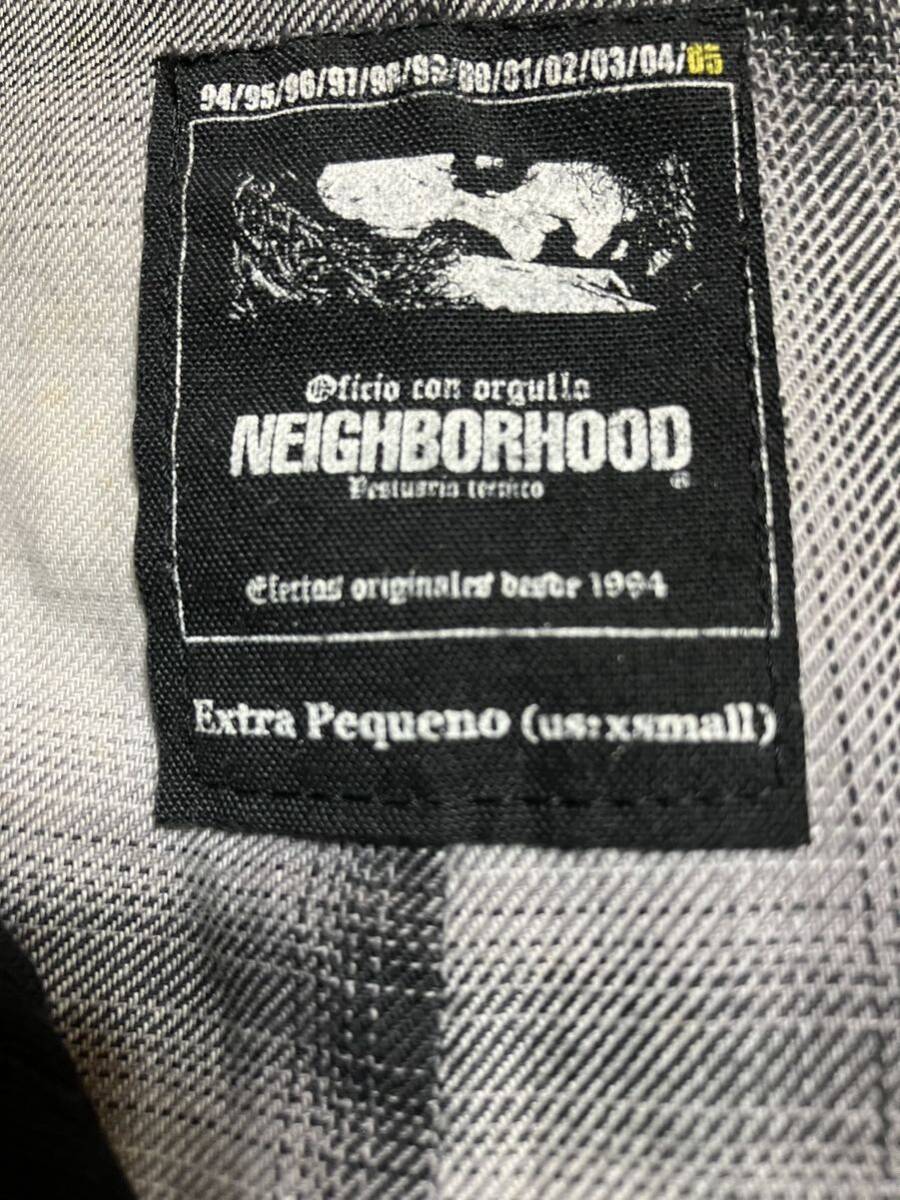 94/95/96/97/98/99/00/01/02/03/04/05
Oficio con orgullo
NEIGHBORHOOD
®
Vestuario tecnico
Efectos originales desde 1994
Extra Pequeno (us:xsmall)